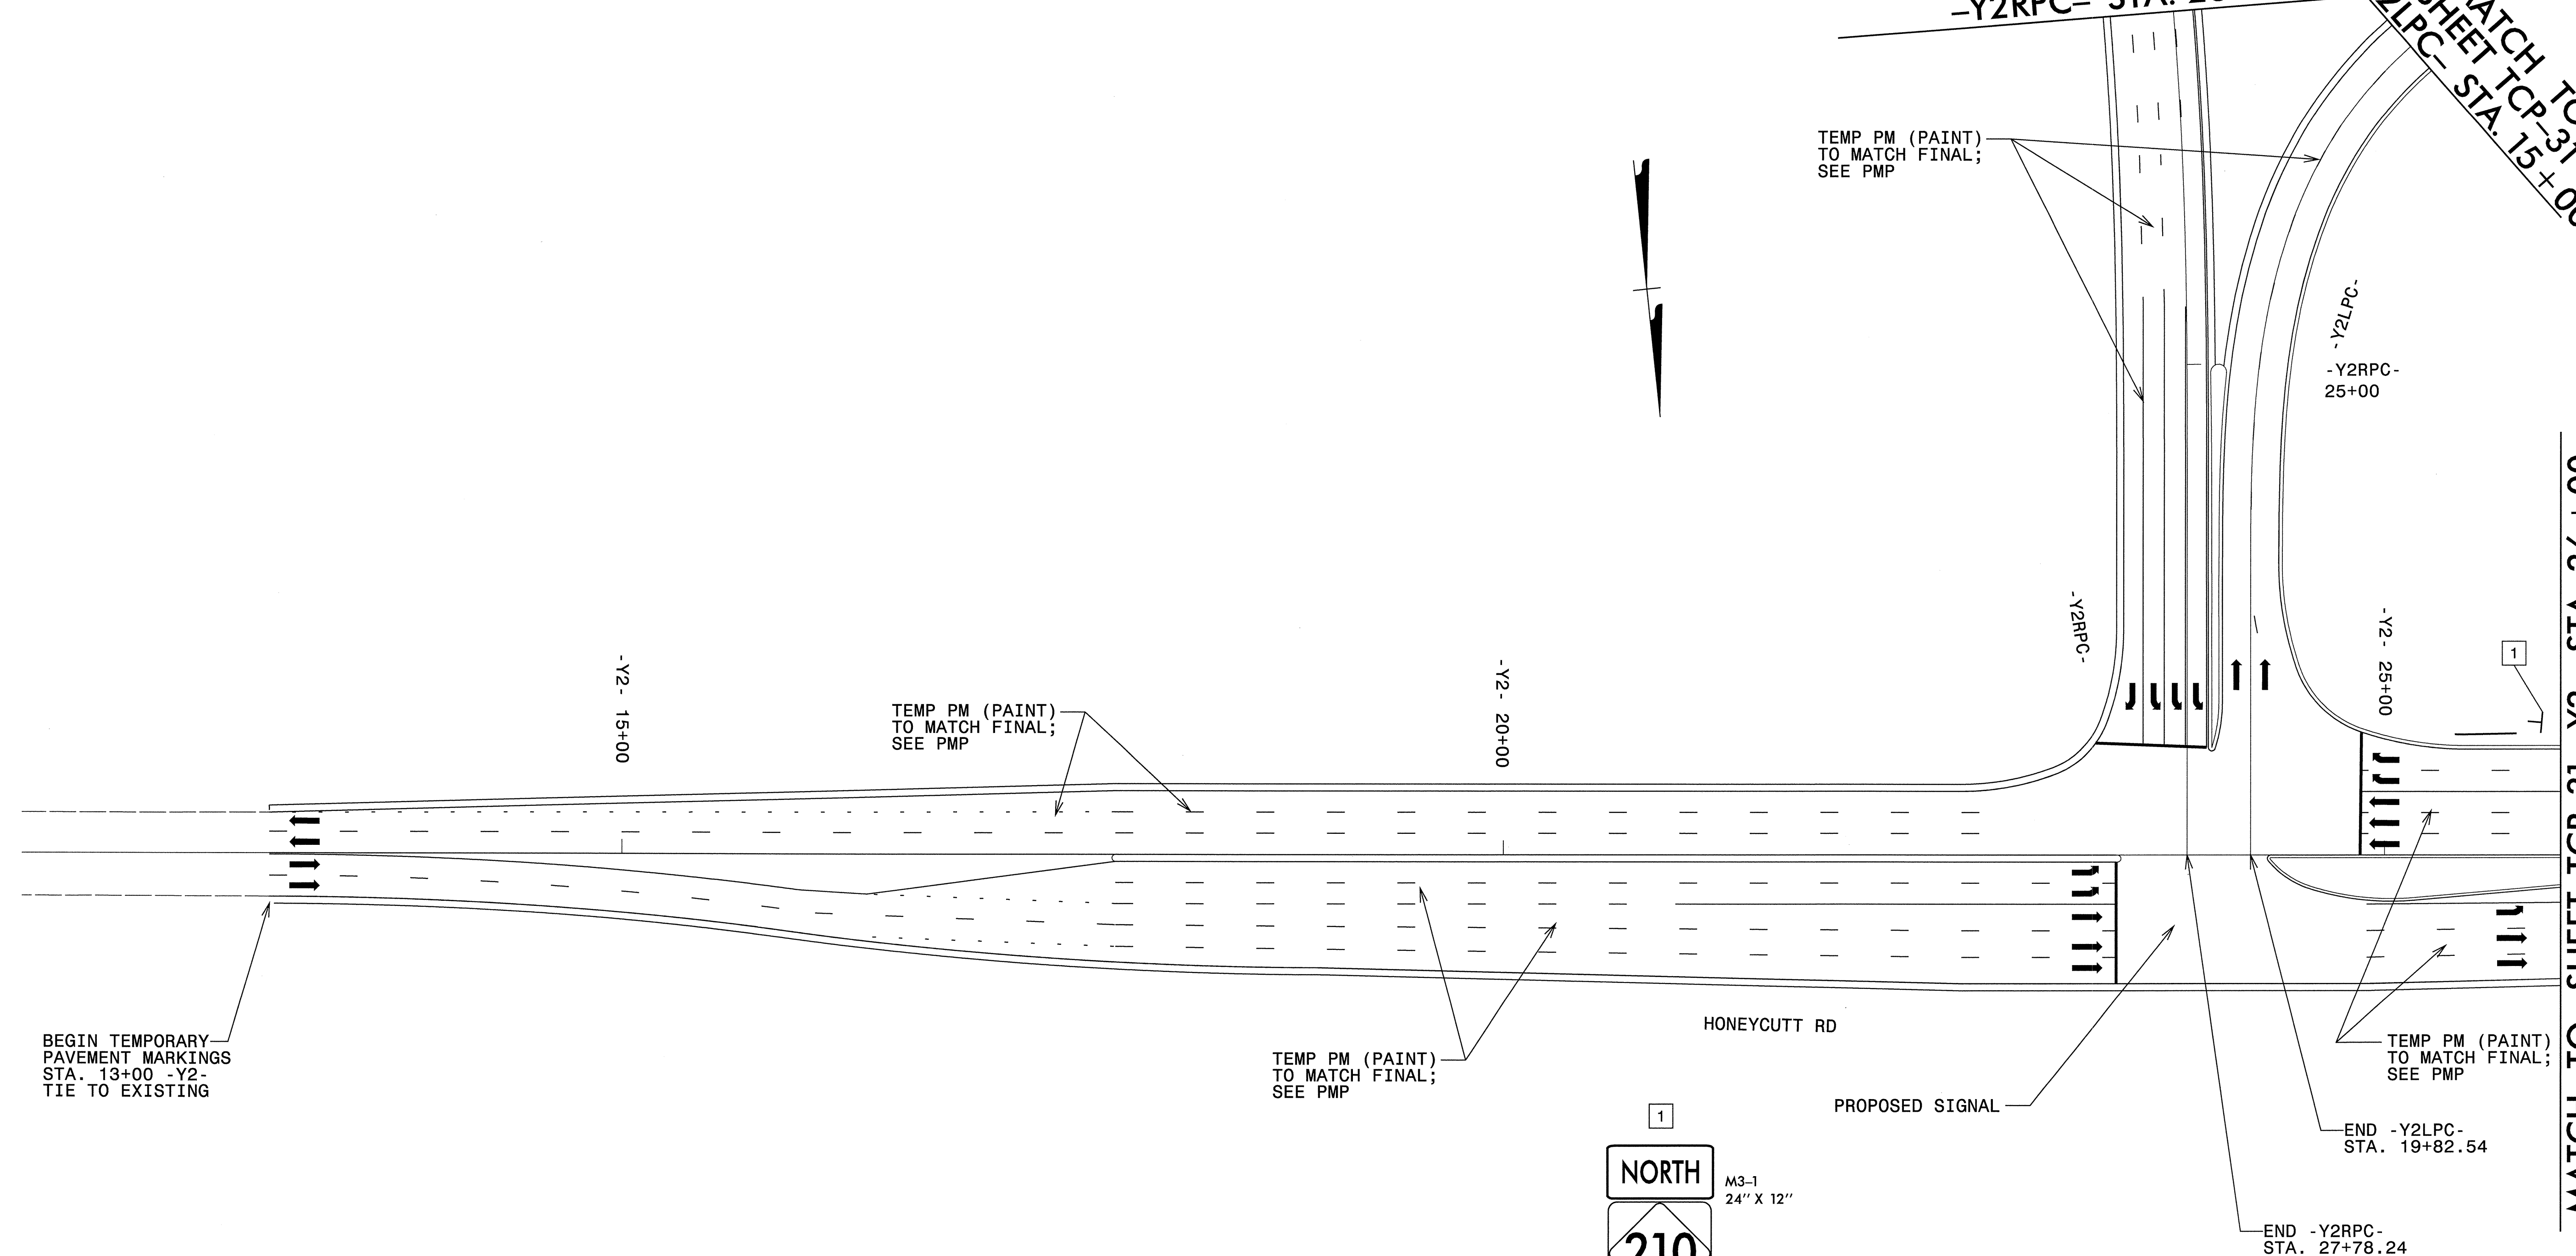 -Y2RPC- STA.
MATCH TO
SHEET TCP-31
2LPC- STA. 15+00
TEMP PM (PAINT)
TO MATCH FINAL;
SEE PMP
-Y2LPC-
-Y2RPC-
25+00
-Y2RPC-
-Y2- 15+00
-Y2- 20+00
-Y2- 25+00
1
TEMP PM (PAINT)
TO MATCH FINAL;
SEE PMP
BEGIN TEMPORARY
PAVEMENT MARKINGS
STA. 13+00 -Y2-
TIE TO EXISTING
TEMP PM (PAINT)
TO MATCH FINAL;
SEE PMP
HONEYCUTT RD
PROPOSED SIGNAL
TEMP PM (PAINT)
TO MATCH FINAL;
SEE PMP
END -Y2LPC-
STA. 19+82.54
END -Y2RPC-
STA. 27+78.24
1
NORTH
M3-1
24" X 12"
210